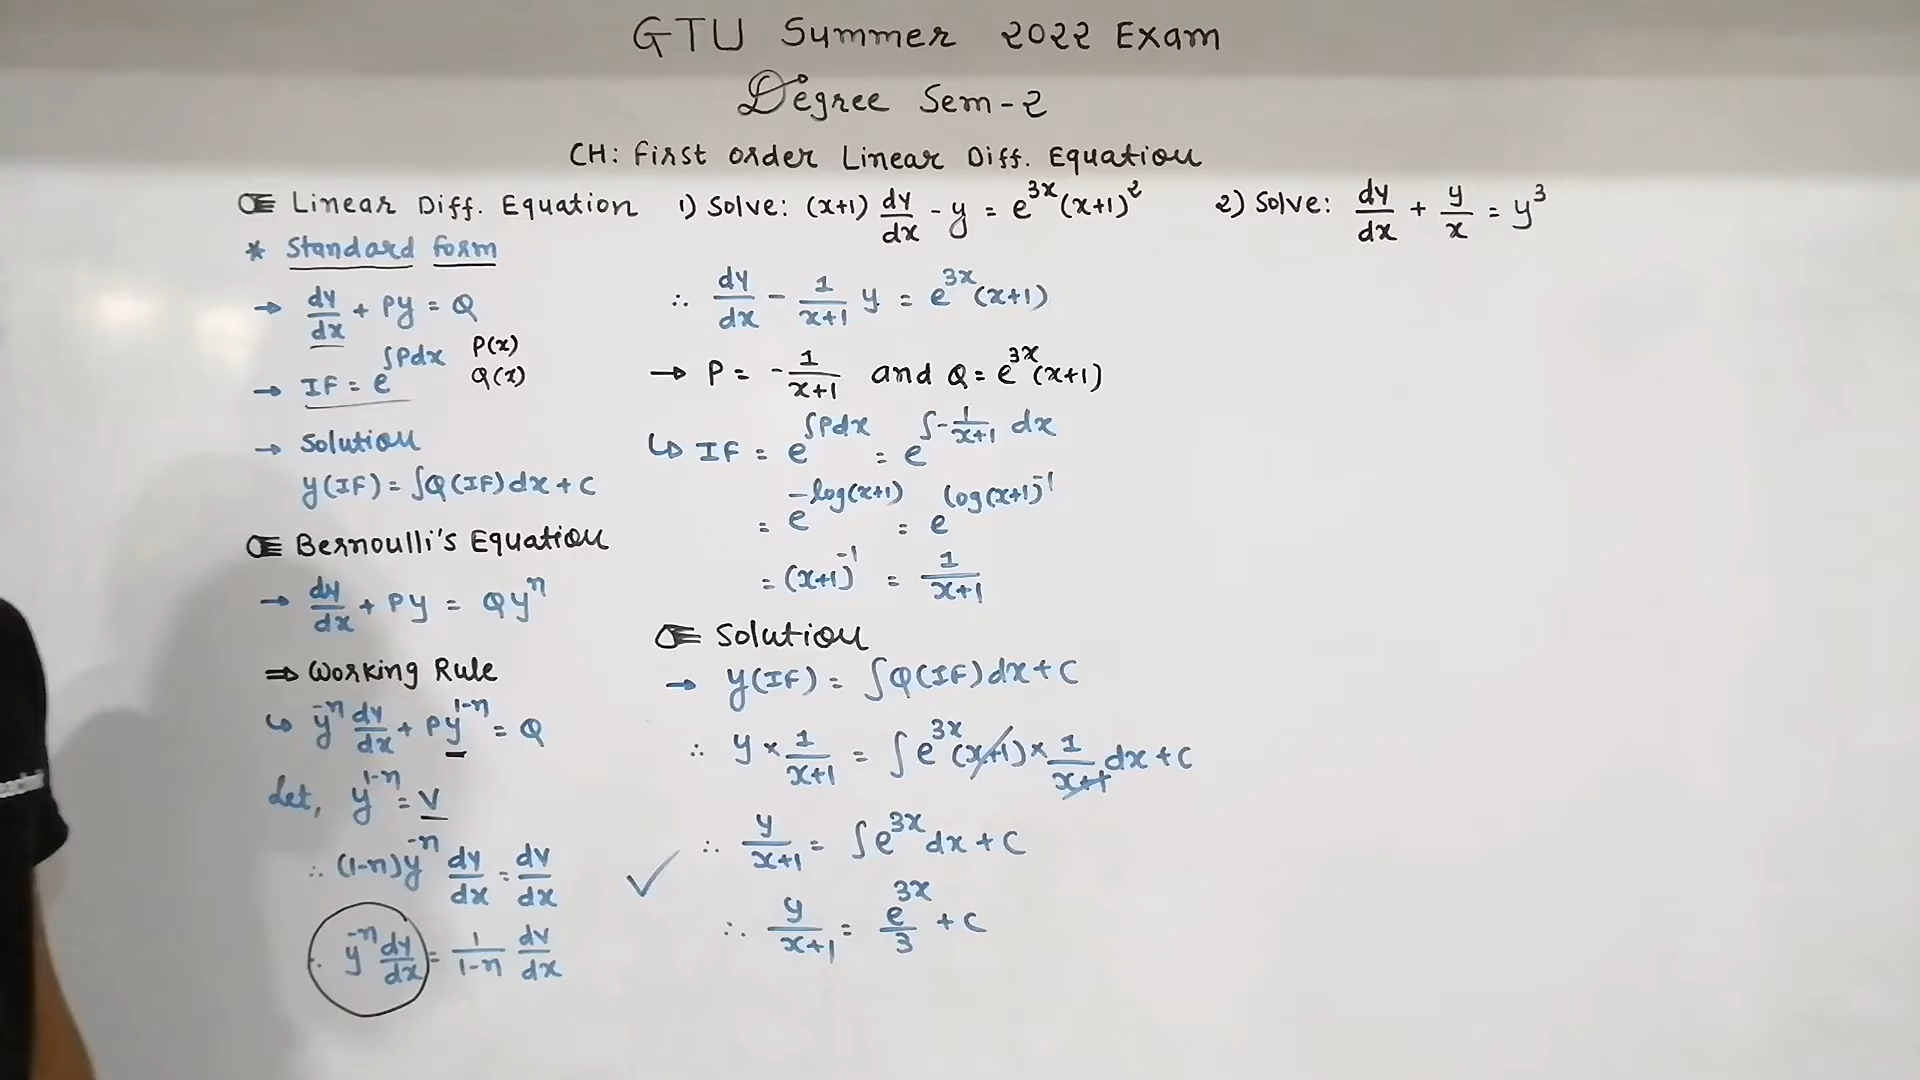 GTU Summer 2022 Exam
Degree Sem-2
CH: First order Linear Diff. Equation
Linear Diff. Equation
* Standard form
→ dy/dx + Py = Q
P(x)
Q(x)
→ IF = e^∫Pdx
→ Solution
y(IF) = ∫Q(IF)dx + C
Bernoulli's Equation
→ dy/dx + Py = Qy^n
⇒ Working Rule
↳ y^-n dy/dx + Py^1-n = Q
Let, y^1-n = v
∴ (1-n)y^-n dy/dx = dv/dx
∴ y^-n dy/dx = 1/1-n dv/dx
1) Solve: (x+1) dy/dx - y = e^3x (x+1)^2
∴ dy/dx - 1/x+1 y = e^3x (x+1)
→ P = - 1/x+1 and Q = e^3x (x+1)
↳ IF = e^∫Pdx = e^∫-1/x+1 dx
= e^-log(x+1) = e^log(x+1)^-1
= (x+1)^-1 = 1/x+1
Solution
→ y(IF) = ∫Q(IF)dx + C
∴ y × 1/x+1 = ∫e^3x (x+1) × 1/x+1 dx + C
∴ y/x+1 = ∫e^3x dx + C
∴ y/x+1 = e^3x/3 + C
2) Solve: dy/dx + y/x = y^3